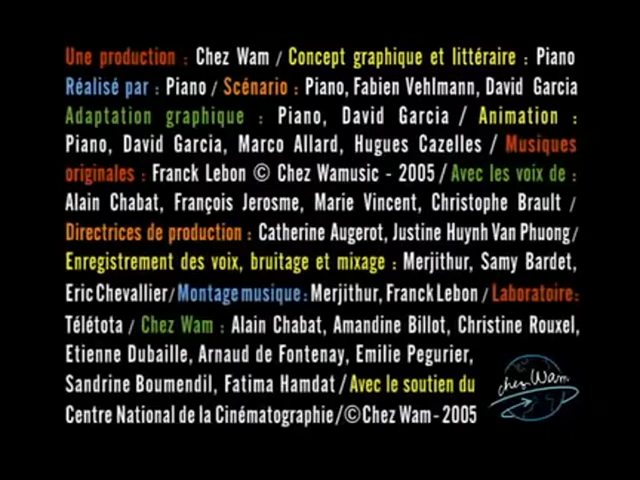 Une production : Chez Wam / Concept graphique et littéraire : Piano
Réalisé par : Piano / Scénario : Piano, Fabien Vehlmann, David Garcia
Adaptation graphique : Piano, David Garcia / Animation :
Piano, David Garcia, Marco Allard, Hugues Cazelles / Musiques
originales : Franck Lebon © Chez Wamusic - 2005 / Avec les voix de :
Alain Chabat, François Jerosme, Marie Vincent, Christophe Brault /
Directrices de production : Catherine Augerot, Justine Huynh Van Phuong/
Enregistrement des voix, bruitage et mixage : Merjithur, Samy Bardet,
Eric Chevallier/ Montage musique : Merjithur, Franck Lebon / Laboratoire:
Télétota / Chez Wam : Alain Chabat, Amandine Billot, Christine Rouxel,
Etienne Dubaille, Arnaud de Fontenay, Emilie Pegurier,
Sandrine Boumendil, Fatima Hamdat / Avec le soutien du
Centre National de la Cinématographie/©Chez Wam - 2005
chez Wam